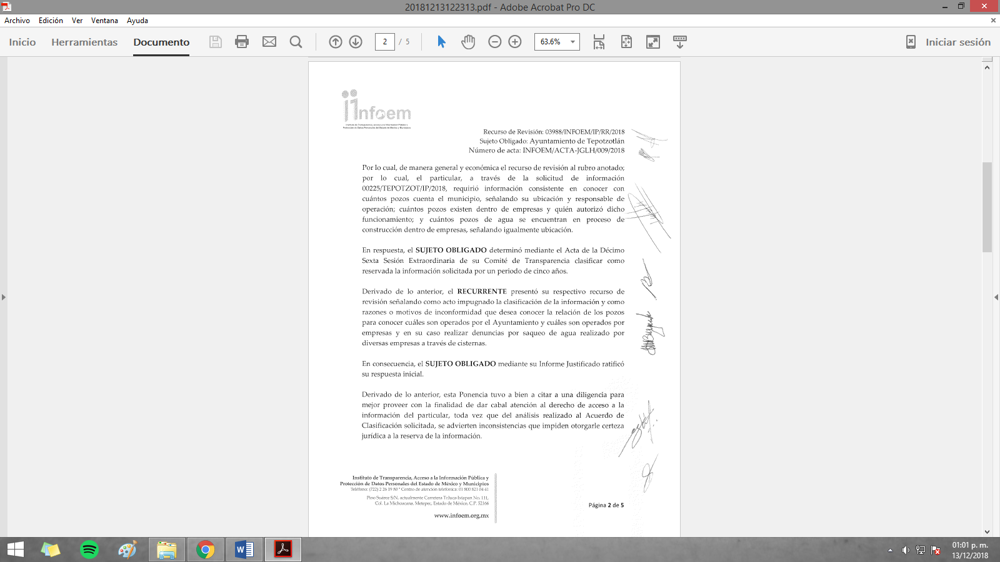 20181213122313.pdf - Adobe Acrobat Pro DC
Archivo Edición Ver Ventana Ayuda
Inicio Herramientas Documento 2 / 5 63.6% Iniciar sesión
infoem
Instituto de Transparencia, Acceso a la Información Pública y
Protección de Datos Personales del Estado de México y Municipios
Recurso de Revisión: 03988/INFOEM/IP/RR/2018
Sujeto Obligado: Ayuntamiento de Tepotzotlán
Número de acta: INFOEM/ACTA-JGLH/009/2018
Por lo cual, de manera general y económica el recurso de revisión al rubro anotado;
por lo cual, el particular, a través de la solicitud de información
00225/TEPOTZOT/IP/2018, requirió información consistente en conocer con
cuántos pozos cuenta el municipio, señalando su ubicación y responsable de
operación; cuántos pozos existen dentro de empresas y quién autorizó dicho
funcionamiento; y cuántos pozos de agua se encuentran en proceso de
construcción dentro de empresas, señalando igualmente ubicación.
En respuesta, el SUJETO OBLIGADO determinó mediante el Acta de la Décimo
Sexta Sesión Extraordinaria de su Comité de Transparencia clasificar como
reservada la información solicitada por un periodo de cinco años.
Derivado de lo anterior, el RECURRENTE presentó su respectivo recurso de
revisión señalando como acto impugnado la clasificación de la información y como
razones o motivos de inconformidad que desea conocer la relación de los pozos
para conocer cuáles son operados por el Ayuntamiento y cuáles son operados por
empresas y en su caso realizar denuncias por saqueo de agua realizado por
diversas empresas a través de cisternas.
En consecuencia, el SUJETO OBLIGADO mediante su Informe Justificado ratificó
su respuesta inicial.
Derivado de lo anterior, esta Ponencia tuvo a bien a citar a una diligencia para
mejor proveer con la finalidad de dar cabal atención al derecho de acceso a la
información del particular, toda vez que del análisis realizado al Acuerdo de
Clasificación solicitada, se advierten inconsistencias que impiden otorgarle certeza
jurídica a la reserva de la información.
Instituto de Transparencia, Acceso a la Información Pública y
Protección de Datos Personales del Estado de México y Municipios
Teléfono: (722) 2 26 19 80 * Centro de atención telefónica: 01 800 821 04 41
Pino Suárez S/N, actualmente Carretera Toluca-Ixtapan No. 111,
Col. La Michoacana, Metepec, Estado de México, C.P. 52166
www.infoem.org.mx
Página 2 de 5
01:01 p. m.
13/12/2018